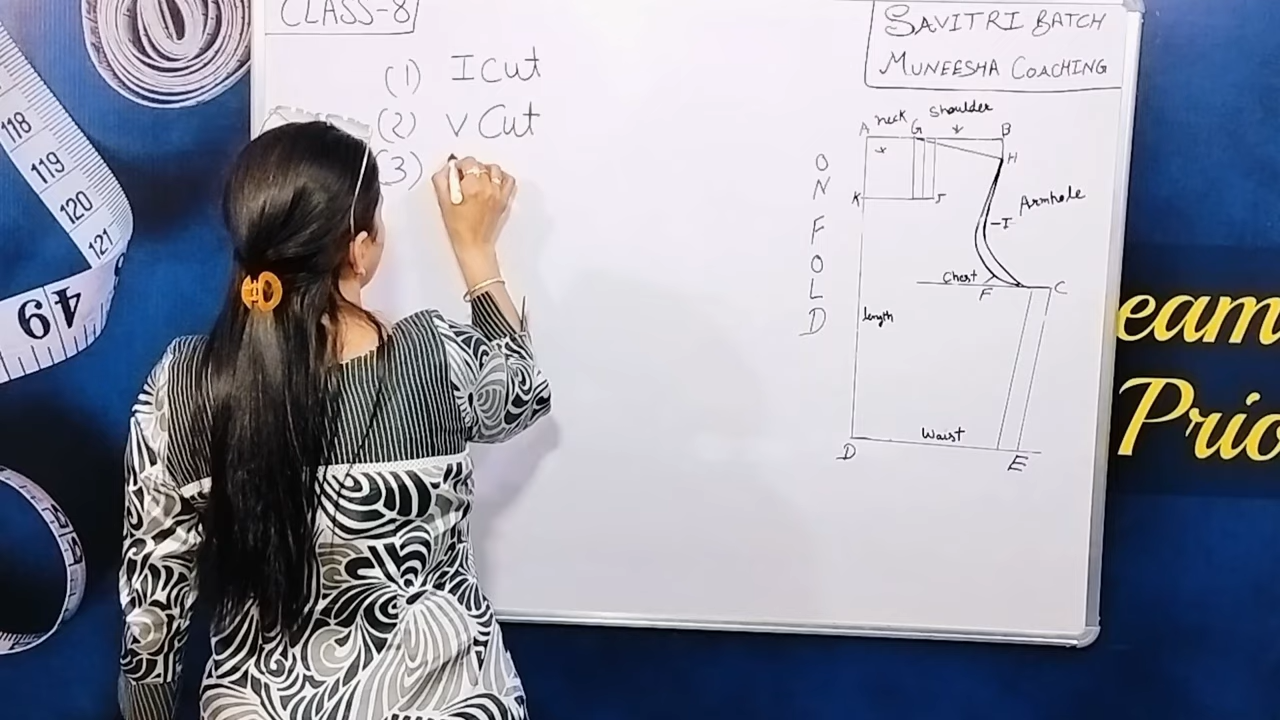 CLASS-8
SAVITRI BATCH
MUNEESHA COACHING
(1) I cut
(2) V Cut
(3)
A neck G shoulder B
H
K J
Armhole
I
ON FOLD
chest
F C
length
Waist
D E
118
119
120
121
49
eam
Prio